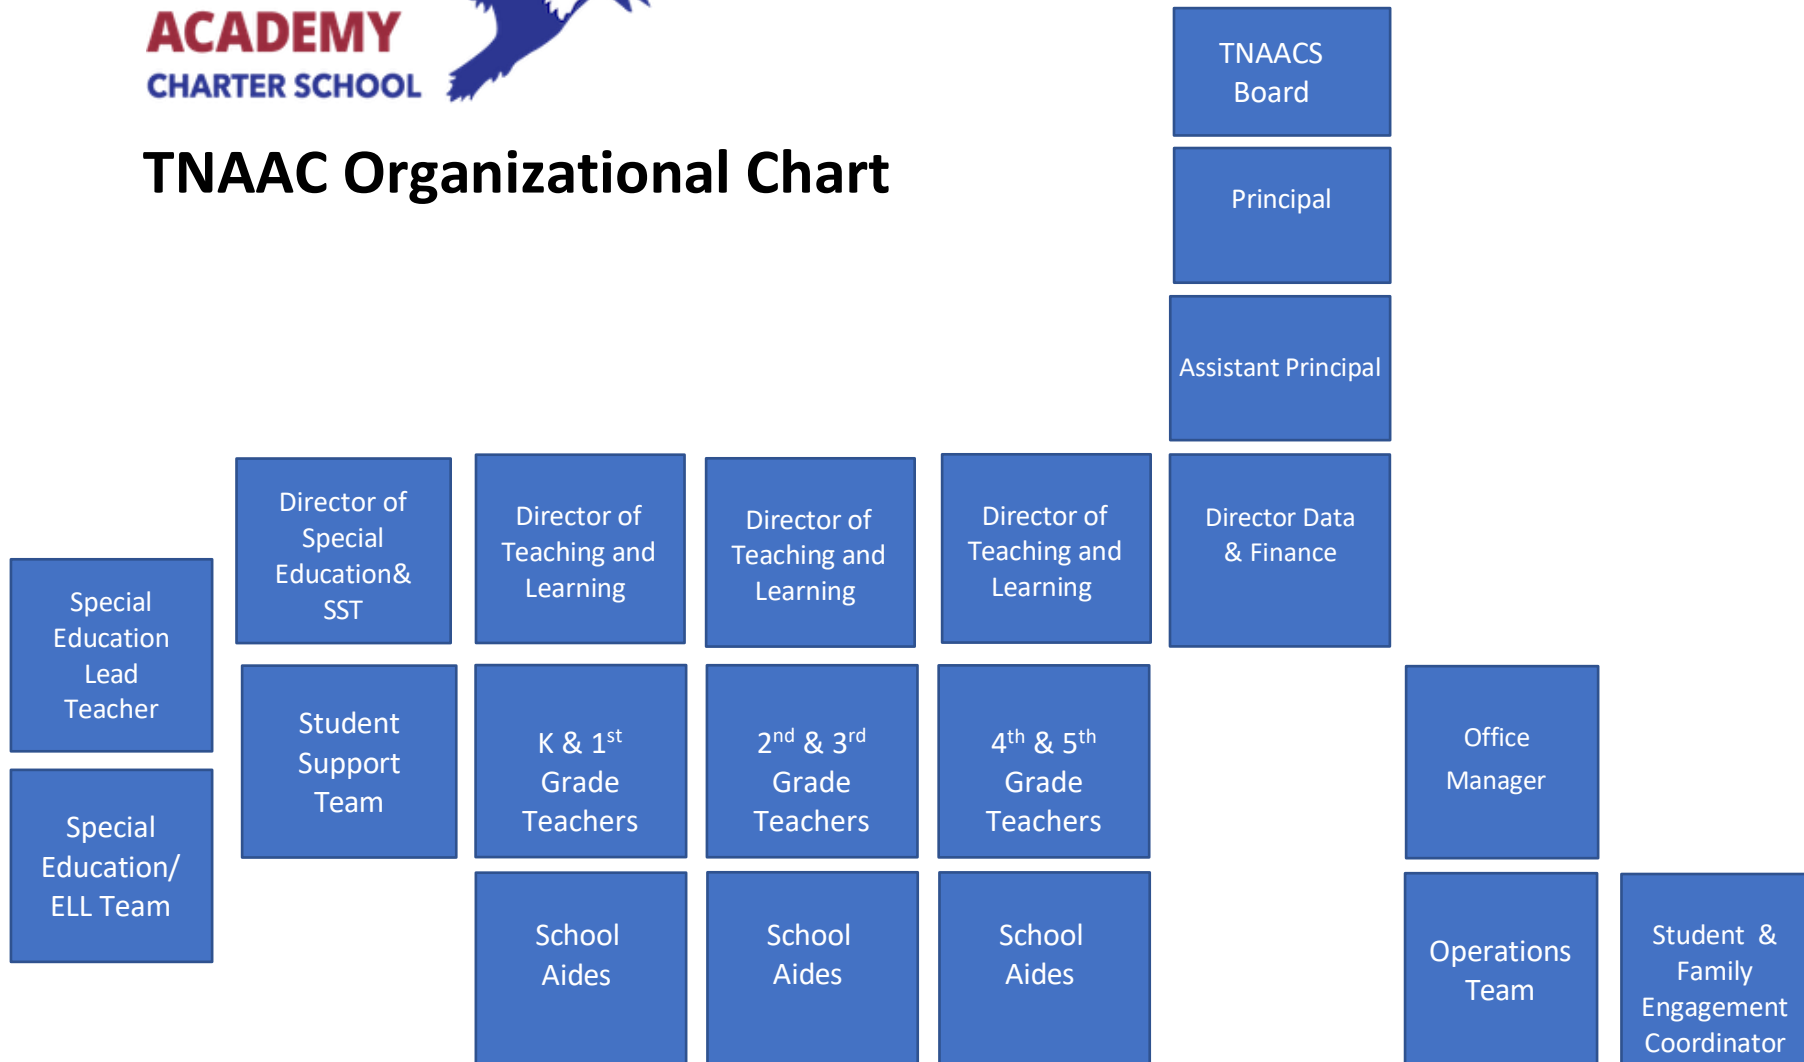 ACADEMY
CHARTER SCHOOL
TNAAC Organizational Chart
TNAACS
Board
Principal
Assistant Principal
Director of
Special
Education&
SST
Director of
Teaching and
Learning
Director of
Teaching and
Learning
Director of
Teaching and
Learning
Director Data
& Finance
Special
Education
Lead
Teacher
Student
Support
Team
K & 1st
Grade
Teachers
2nd & 3rd
Grade
Teachers
4th & 5th
Grade
Teachers
Office
Manager
Special
Education/
ELL Team
School
Aides
School
Aides
School
Aides
Operations
Team
Student & 
Family
Engagement
Coordinator